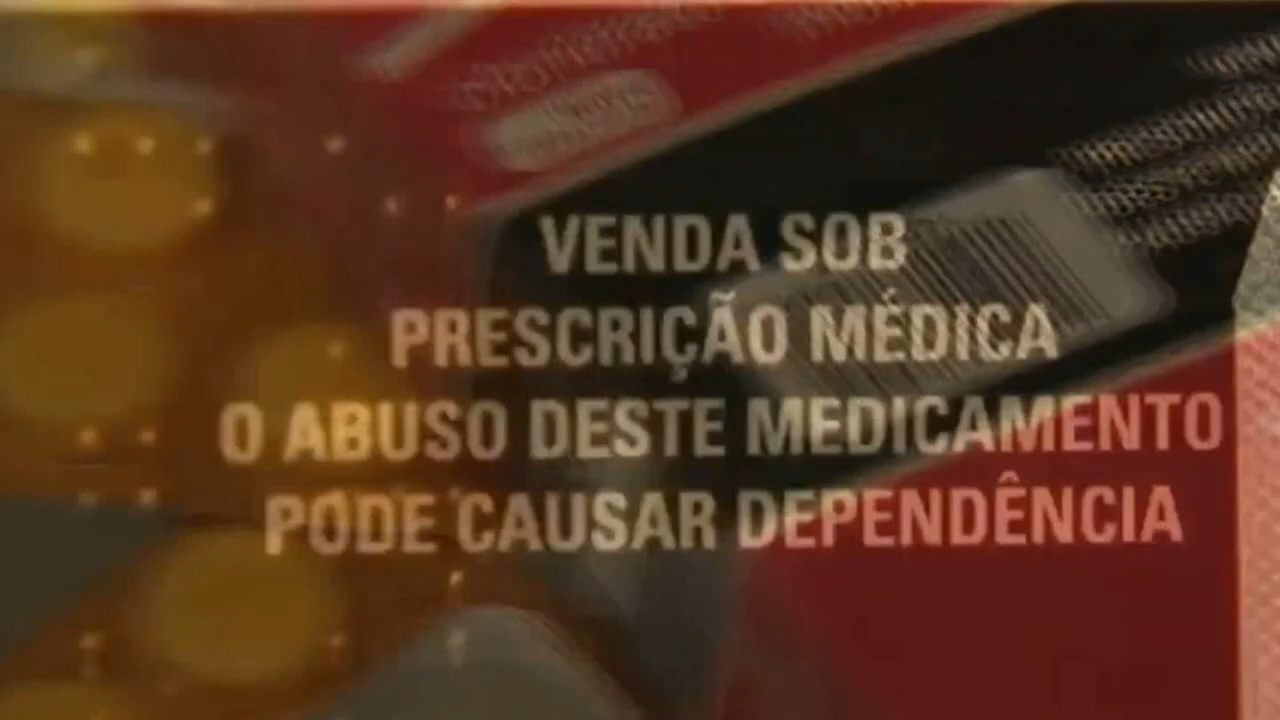 VENDA SOB
PRESCRIÇÃO MÉDICA
O ABUSO DESTE MEDICAMENTO
PODE CAUSAR DEPENDÊNCIA